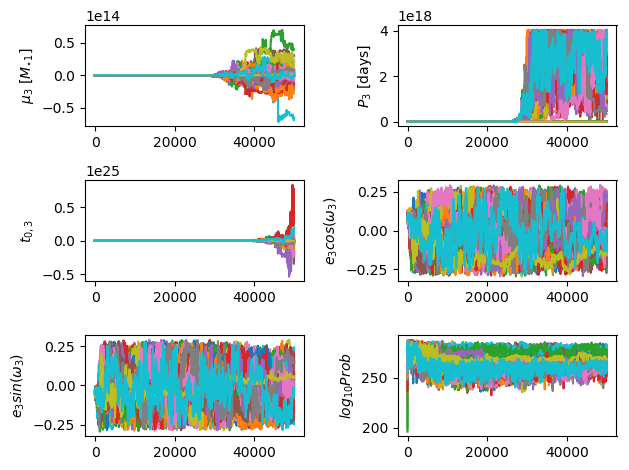 1e14
μ₃ [M⋆₁]
0.5
0.0
−0.5
0 20000 40000
1e18
P₃ [days]
4
2
0
0 20000 40000
1e25
t₀,₃
0.5
0.0
−0.5
0 20000 40000
e₃cos(ω₃)
0.25
0.00
−0.25
0 20000 40000
e₃sin(ω₃)
0.25
0.00
−0.25
0 20000 40000
log₁₀Prob
250
200
0 20000 40000